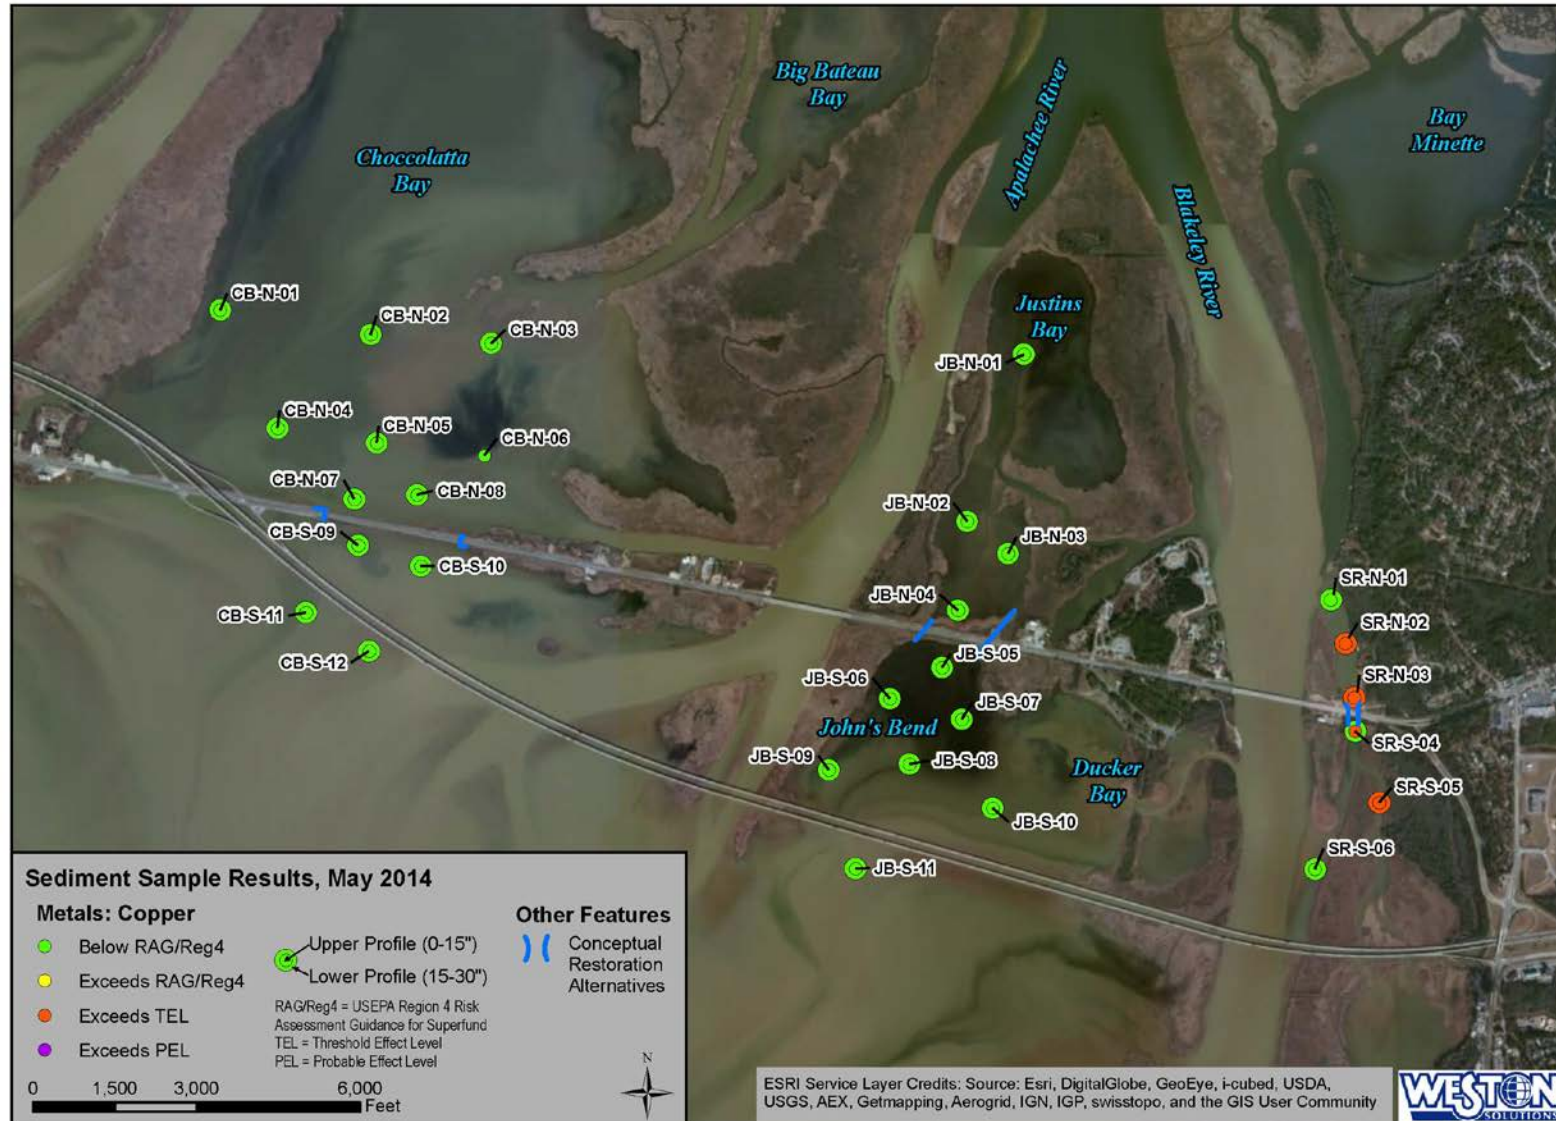 Big Bateau
Bay
Apalachee River
Bay
Minette
Choccolatta
Bay
Blakeley River
Justins
Bay
CB-N-01
CB-N-02
CB-N-03
JB-N-01
CB-N-04
CB-N-05
CB-N-06
CB-N-07
CB-N-08
JB-N-02
CB-S-09
JB-N-03
CB-S-10
SR-N-01
JB-N-04
CB-S-11
SR-N-02
CB-S-12
JB-S-05
JB-S-06
SR-N-03
JB-S-07
John's Bend
SR-S-04
JB-S-09
JB-S-08
Ducker
Bay
SR-S-05
JB-S-10
SR-S-06
JB-S-11
Sediment Sample Results, May 2014
Metals: Copper
Below RAG/Reg4
Exceeds RAG/Reg4
Exceeds TEL
Exceeds PEL
Upper Profile (0-15")
Lower Profile (15-30")
RAG/Reg4 = USEPA Region 4 Risk
Assessment Guidance for Superfund
TEL = Threshold Effect Level
PEL = Probable Effect Level
Other Features
Conceptual
Restoration
Alternatives
0 1,500 3,000 6,000
Feet
N
ESRI Service Layer Credits: Source: Esri, DigitalGlobe, GeoEye, i-cubed, USDA,
USGS, AEX, Getmapping, Aerogrid, IGN, IGP, swisstopo, and the GIS User Community
WESTON
SOLUTIONS